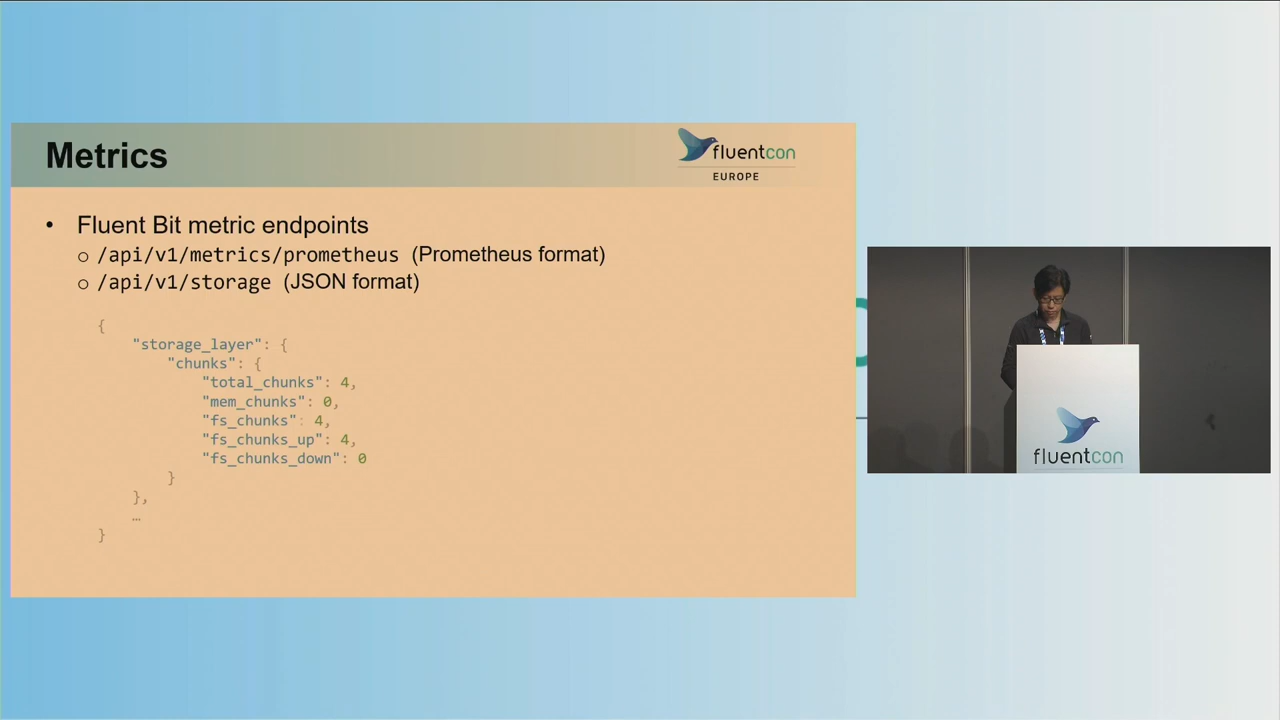 Metrics
fluentcon
EUROPE
• Fluent Bit metric endpoints
o /api/v1/metrics/prometheus (Prometheus format)
o /api/v1/storage (JSON format)
{
"storage_layer": {
"chunks": {
"total_chunks": 4,
"mem_chunks": 0,
"fs_chunks": 4,
"fs_chunks_up": 4,
"fs_chunks_down": 0
}
},
…
}
fluentcon